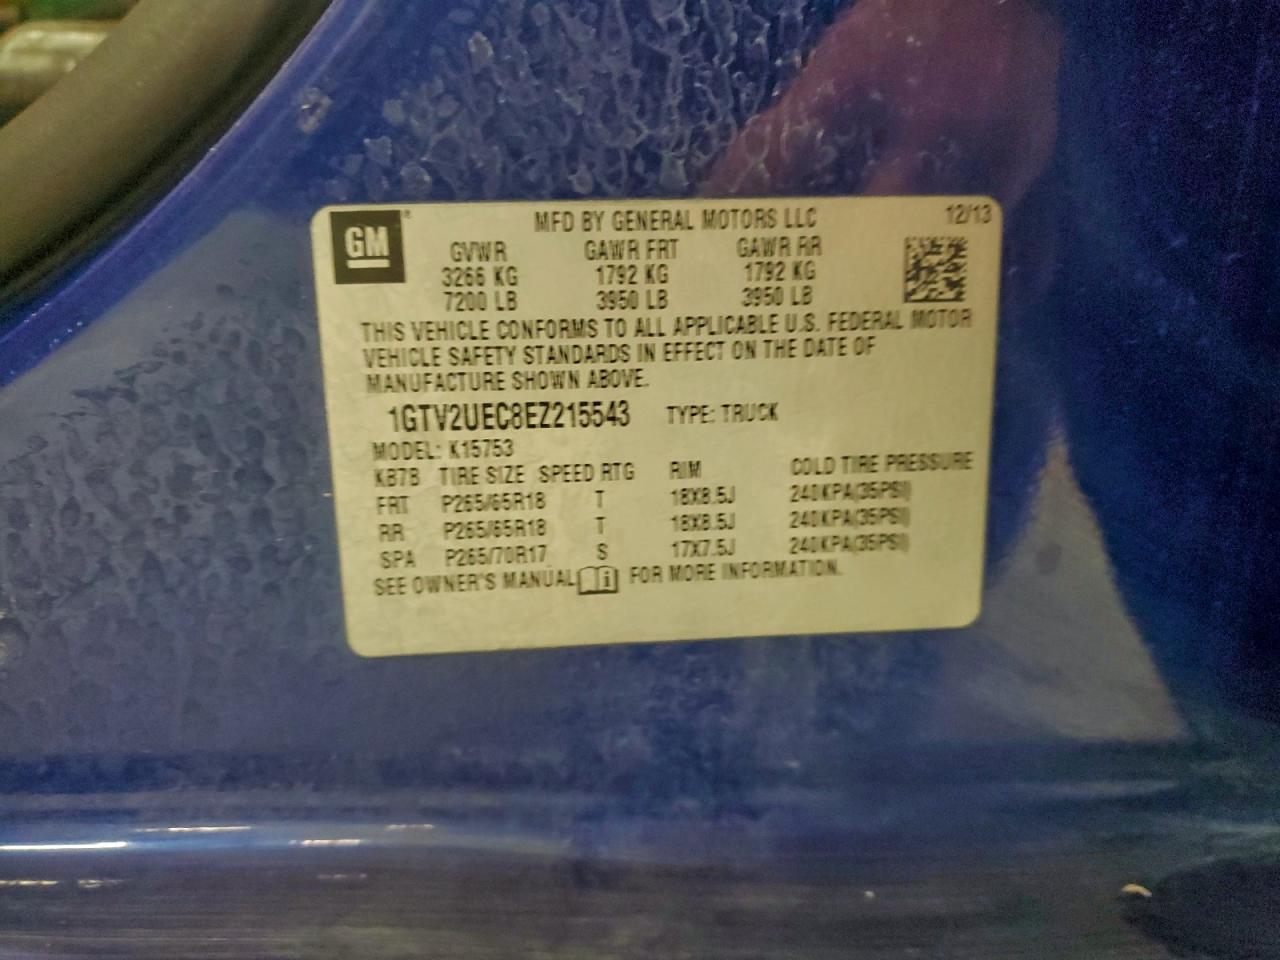 GM® MFD BY GENERAL MOTORS LLC 12/13
GVWR GAWR FRT GAWR RR
3266 KG 1792 KG 1792 KG
7200 LB 3950 LB 3950 LB
THIS VEHICLE CONFORMS TO ALL APPLICABLE U.S. FEDERAL MOTOR
VEHICLE SAFETY STANDARDS IN EFFECT ON THE DATE OF
MANUFACTURE SHOWN ABOVE.
1GTV2UEC8EZ215543 TYPE: TRUCK
MODEL: K15753
KB7B TIRE SIZE SPEED RTG RIM COLD TIRE PRESSURE
FRT P265/65R18 T 18X8.5J 240KPA(35PSI)
RR P265/65R18 T 18X8.5J 240KPA(35PSI)
SPA P265/70R17 S 17X7.5J 240KPA(35PSI)
SEE OWNER'S MANUAL i FOR MORE INFORMATION.